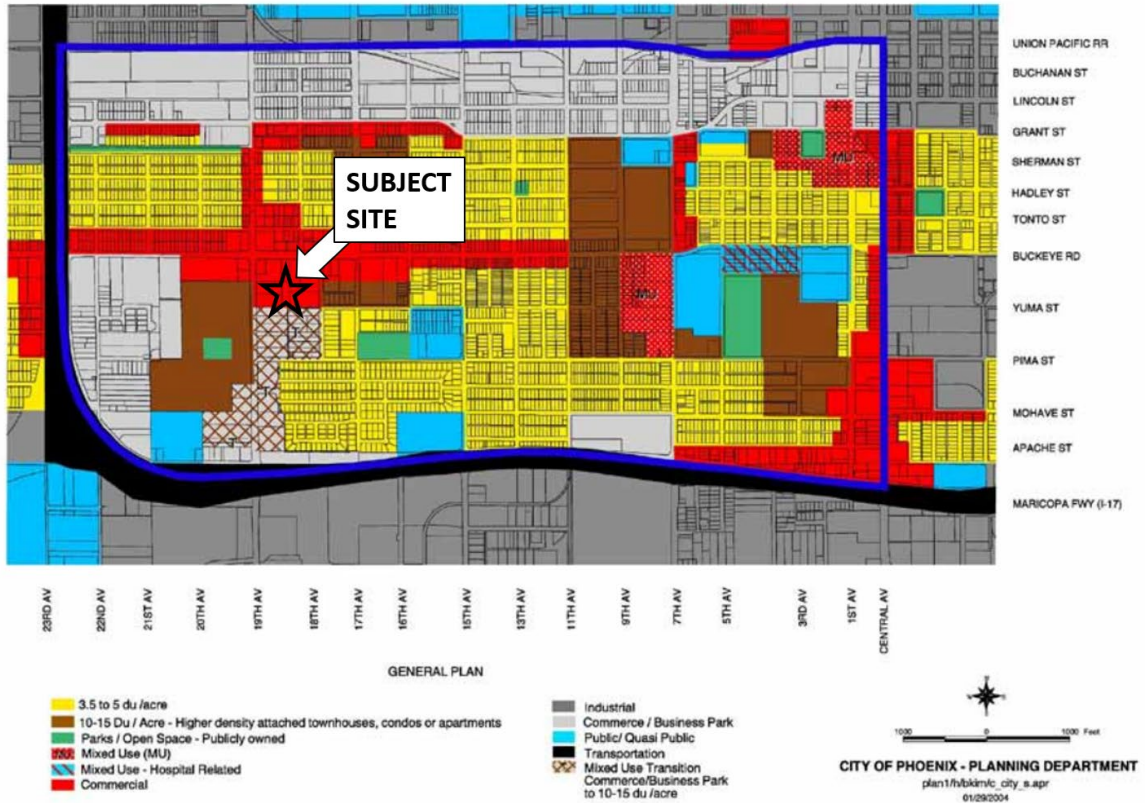 UNION PACIFIC RR
BUCHANAN ST
LINCOLN ST
GRANT ST
SHERMAN ST
HADLEY ST
TONTO ST
BUCKEYE RD
YUMA ST
PIMA ST
MOHAVE ST
APACHE ST
MARICOPA FWY (I-17)
SUBJECT
SITE
MU
MU
T
T
23RD AV
22ND AV
21ST AV
20TH AV
19TH AV
18TH AV
17TH AV
16TH AV
15TH AV
13TH AV
11TH AV
9TH AV
7TH AV
5TH AV
3RD AV
1ST AV
CENTRAL AV
GENERAL PLAN
3.5 to 5 du /acre
10-15 Du / Acre - Higher density attached townhouses, condos or apartments
Parks / Open Space - Publicly owned
Mixed Use (MU)
Mixed Use - Hospital Related
Commercial
Industrial
Commerce / Business Park
Public/ Quasi Public
Transportation
Mixed Use Transition
Commerce/Business Park
to 10-15 du /acre
1000 0 1000 Feet
CITY OF PHOENIX - PLANNING DEPARTMENT
plan1/h/bkim/c_city_s.apr
01/29/2004